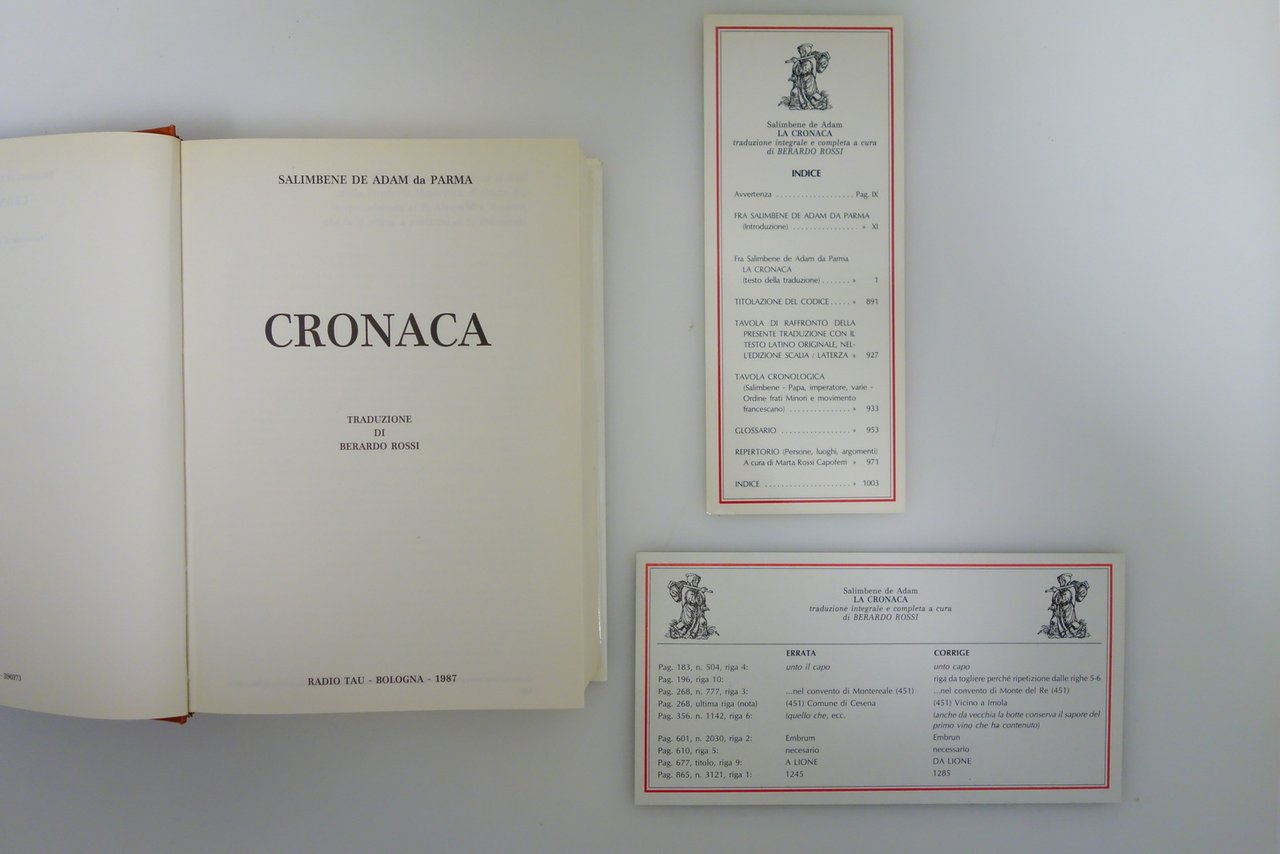 SALIMBENE DE ADAM da PARMA
CRONACA
TRADUZIONE
DI
BERARDO ROSSI
RADIO TAU - BOLOGNA - 1987
Salimbene de Adam
LA CRONACA
traduzione integrale e completa a cura
di BERARDO ROSSI
INDICE
Avvertenza . . . . . . . . . . . . . . . . . . . Pag. IX
FRA SALIMBENE DE ADAM DA PARMA
(Introduzione) . . . . . . . . . . . . . . . . » XI
Fra Salimbene de Adam da Parma
LA CRONACA
(testo della traduzione) . . . . . . . » 1
TITOLAZIONE DEL CODICE . . . . . » 891
TAVOLA DI RAFFRONTO DELLA
PRESENTE TRADUZIONE CON IL
TESTO LATINO ORIGINALE, NEL-
L'EDIZIONE SCALIA / LATERZA » 927
TAVOLA CRONOLOGICA
(Salimbene - Papa, imperatore, varie -
Ordine frati Minori e movimento
francescano) . . . . . . . . . . . . . . . » 933
GLOSSARIO . . . . . . . . . . . . . . . . . » 953
REPERTORIO (Persone, luoghi, argomenti)
A cura di Marta Rossi Capoferri » 971
INDICE . . . . . . . . . . . . . . . . . . . . . » 1003
Salimbene de Adam
LA CRONACA
traduzione integrale e completa a cura
di BERARDO ROSSI
ERRATA CORRIGE
Pag. 183, n. 504, riga 4: unto il capo unto capo
Pag. 196, riga 10: riga da togliere perché ripetizione dalle righe 5-6
Pag. 268, n. 777, riga 3: ...nel convento di Montereale (451) ...nel convento di Monte del Re (451)
Pag. 268, ultima riga (nota) (451) Comune di Cesena (451) Vicino a Imola
Pag. 356. n. 1142, riga 6: (quello che, ecc. (anche da vecchia la botte conserva il sapore del
primo vino che ha contenuto)
Pag. 601, n. 2030, riga 2: Embrum Embrun
Pag. 610, riga 5: necesario necessario
Pag. 677, titolo, riga 9: A LIONE DA LIONE
Pag. 865, n. 3121, riga 1: 1245 1285